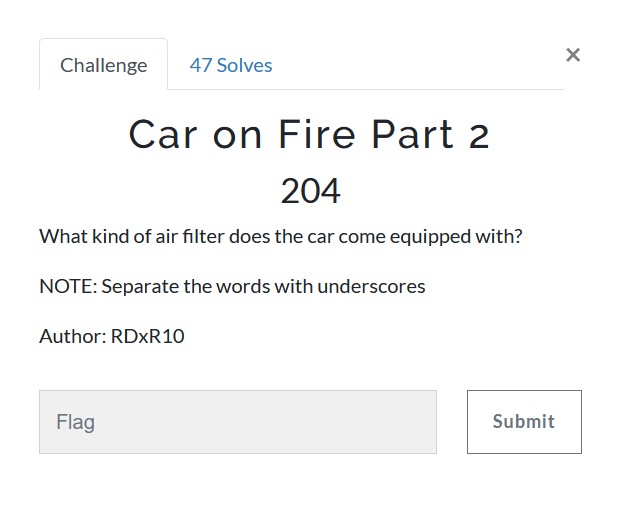 Challenge 47 Solves ×
Car on Fire Part 2
204
What kind of air filter does the car come equipped with?
NOTE: Separate the words with underscores
Author: RDxR10
Flag Submit